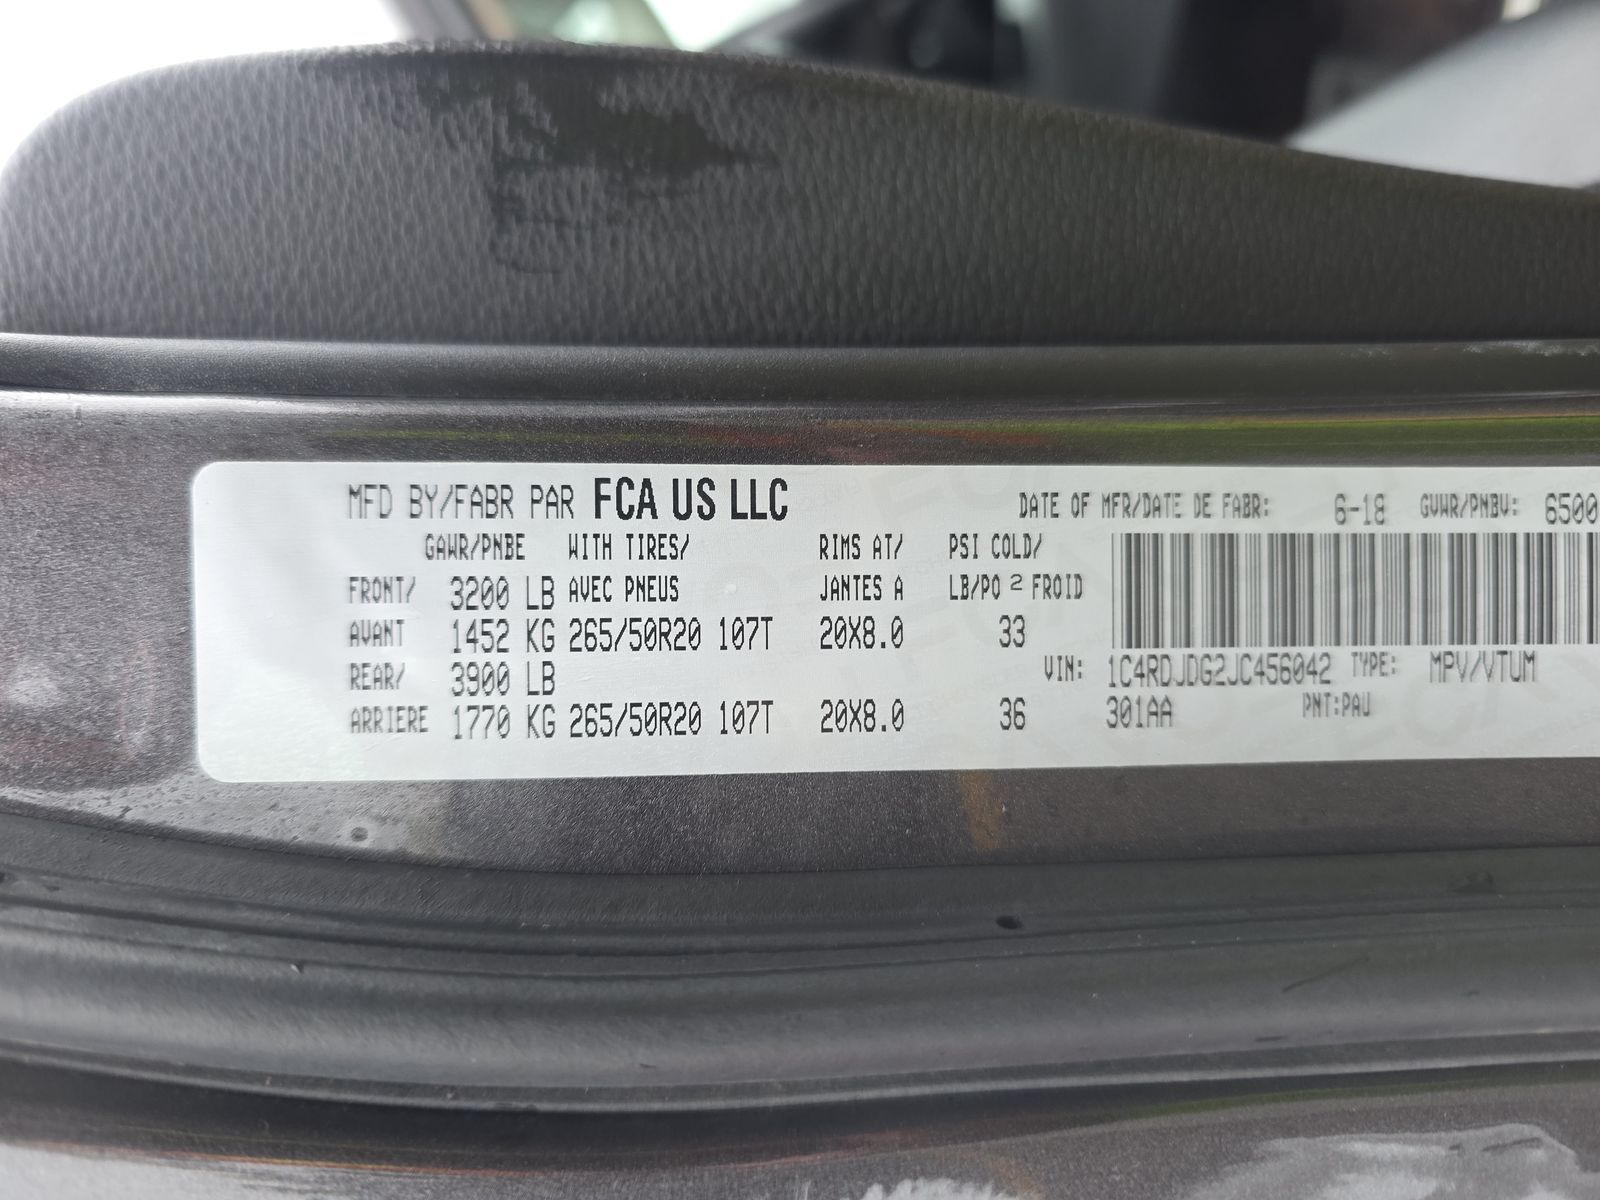 MFD BY/FABR PAR FCA US LLC DATE OF MFR/DATE DE FABR: 6-18 GVWR/PNBV: 6500
GAWR/PNBE WITH TIRES/ RIMS AT/ PSI COLD/
FRONT/ 3200 LB AVEC PNEUS JANTES A LB/PO 2 FROID
AVANT 1452 KG 265/50R20 107T 20X8.0 33
REAR/ 3900 LB VIN: 1C4RDJDG2JC456042 TYPE: MPV/VTUM
ARRIERE 1770 KG 265/50R20 107T 20X8.0 36 301AA PNT:PAU